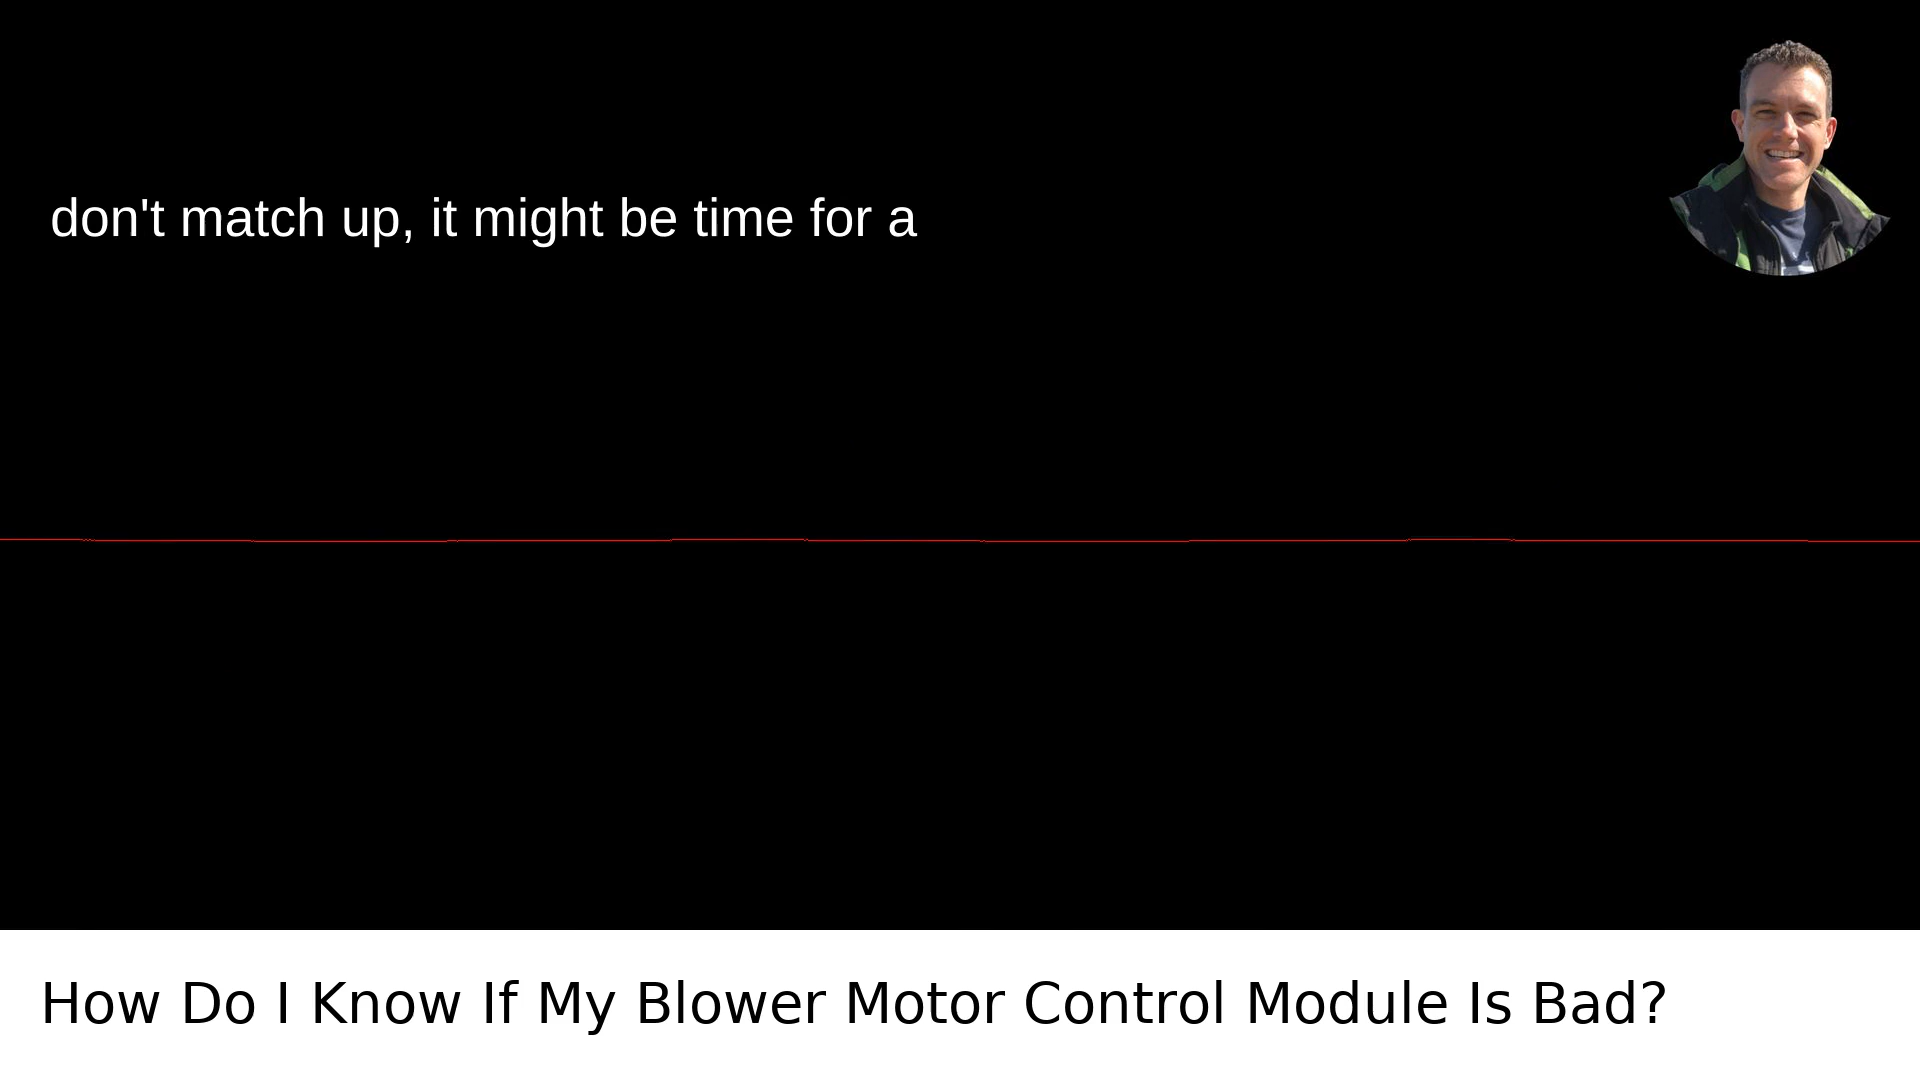 don't match up, it might be time for a
How Do I Know If My Blower Motor Control Module Is Bad?